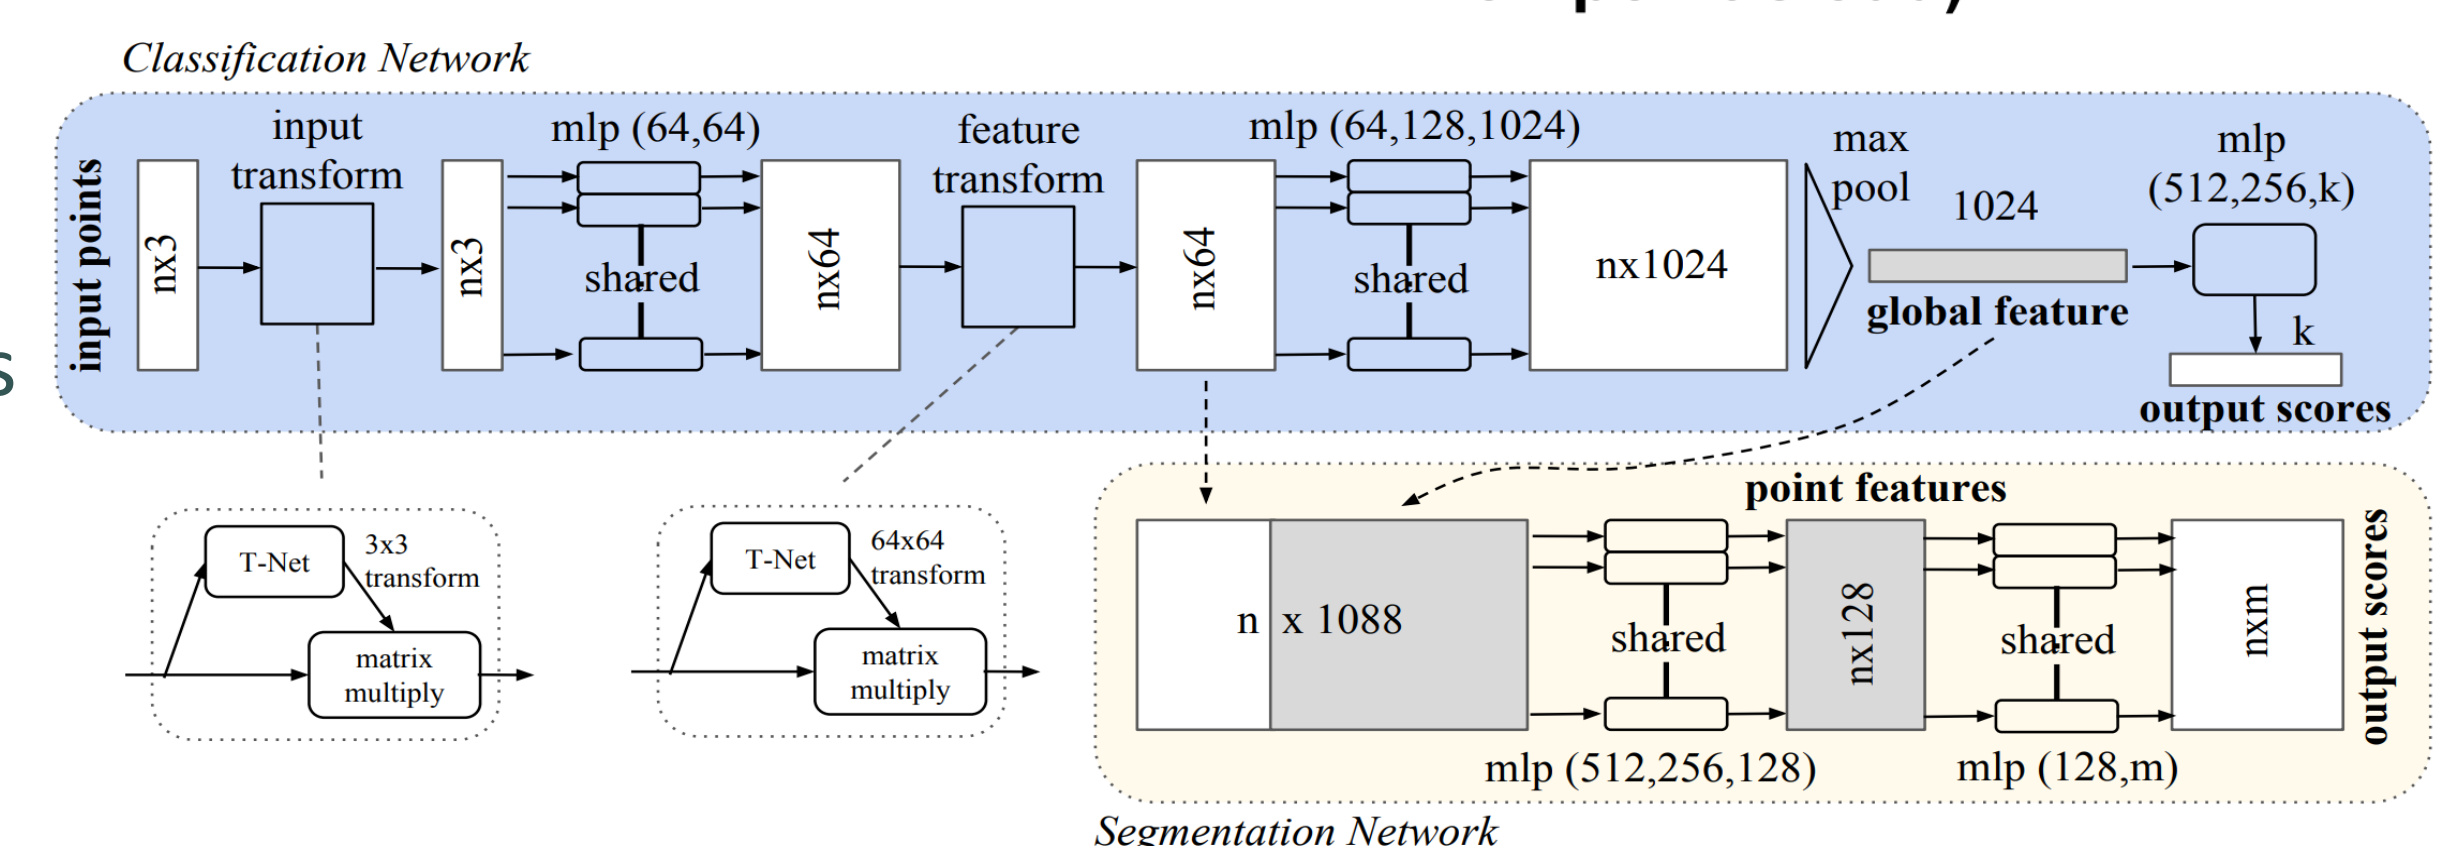 Classification Network
input points
nx3
input
transform
nx3
mlp (64,64)
shared
nx64
feature
transform
nx64
mlp (64,128,1024)
shared
nx1024
max
pool
1024
global feature
mlp
(512,256,k)
k
output scores
T-Net
3x3
transform
matrix
multiply
T-Net
64x64
transform
matrix
multiply
point features
n x 1088
shared
mlp (512,256,128)
nx128
shared
mlp (128,m)
nxm
output scores
Segmentation Network
s